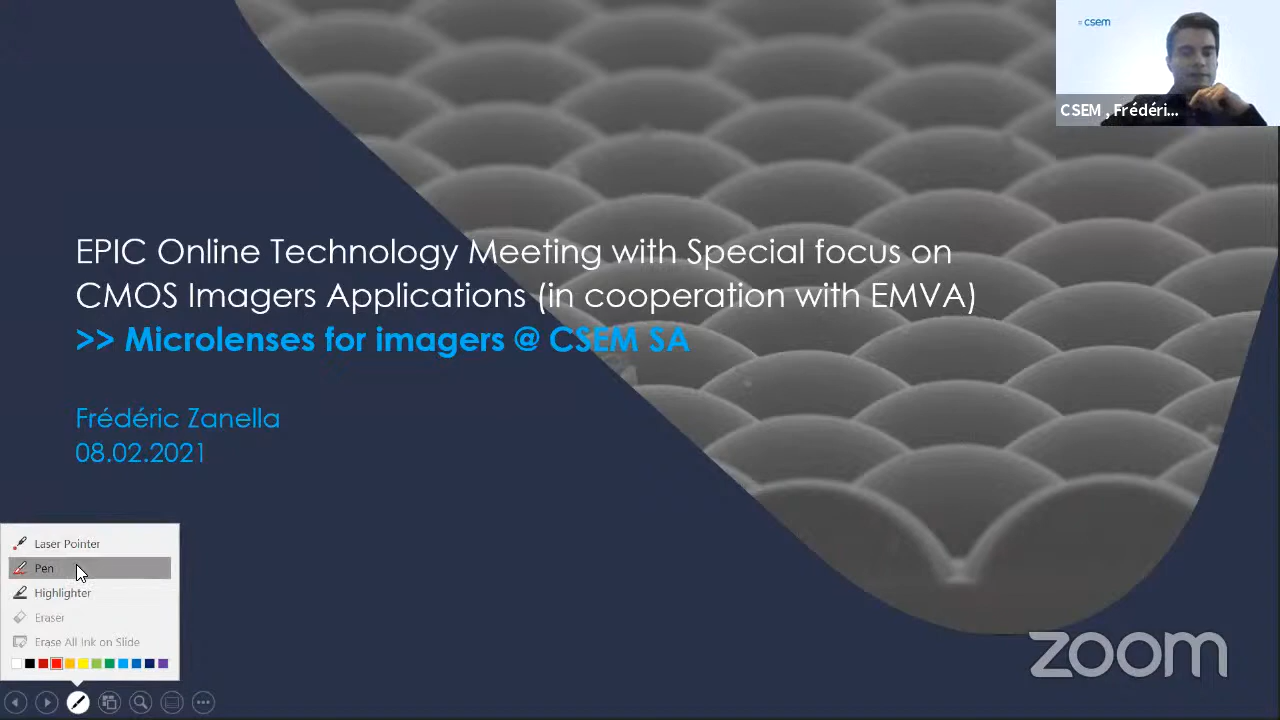 csem
CSEM , Frédéri...
EPIC Online Technology Meeting with Special focus on
CMOS Imagers Applications (in cooperation with EMVA)
>> Microlenses for imagers @ CSEM SA
Frédéric Zanella
08.02.2021
Laser Pointer
Pen
Highlighter
Eraser
Erase All Ink on Slide
zoom